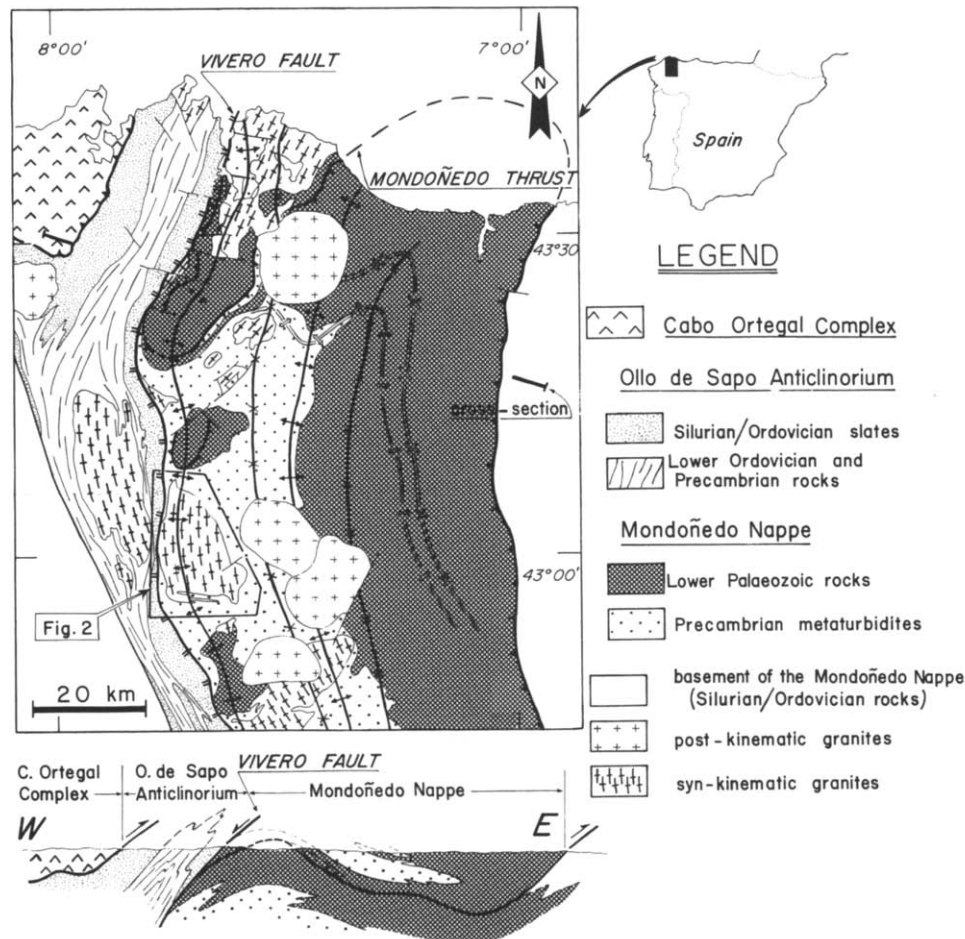 8°00'
7°00'
VIVERO FAULT
N
Spain
MONDOÑEDO THRUST
43°30'
LEGEND
Cabo Ortegal Complex
Ollo de Sapo Anticlinorium
cross-section
Silurian/Ordovician slates
Lower Ordovician and
Precambrian rocks
Mondoñedo Nappe
43°00'
Lower Palaeozoic rocks
Fig. 2
Precambrian metaturbidites
20 km
basement of the Mondoñedo Nappe
(Silurian/Ordovician rocks)
post-kinematic granites
syn-kinematic granites
C. Ortegal
Complex
O. de Sapo
Anticlinorium
VIVERO FAULT
Mondoñedo Nappe
W
E